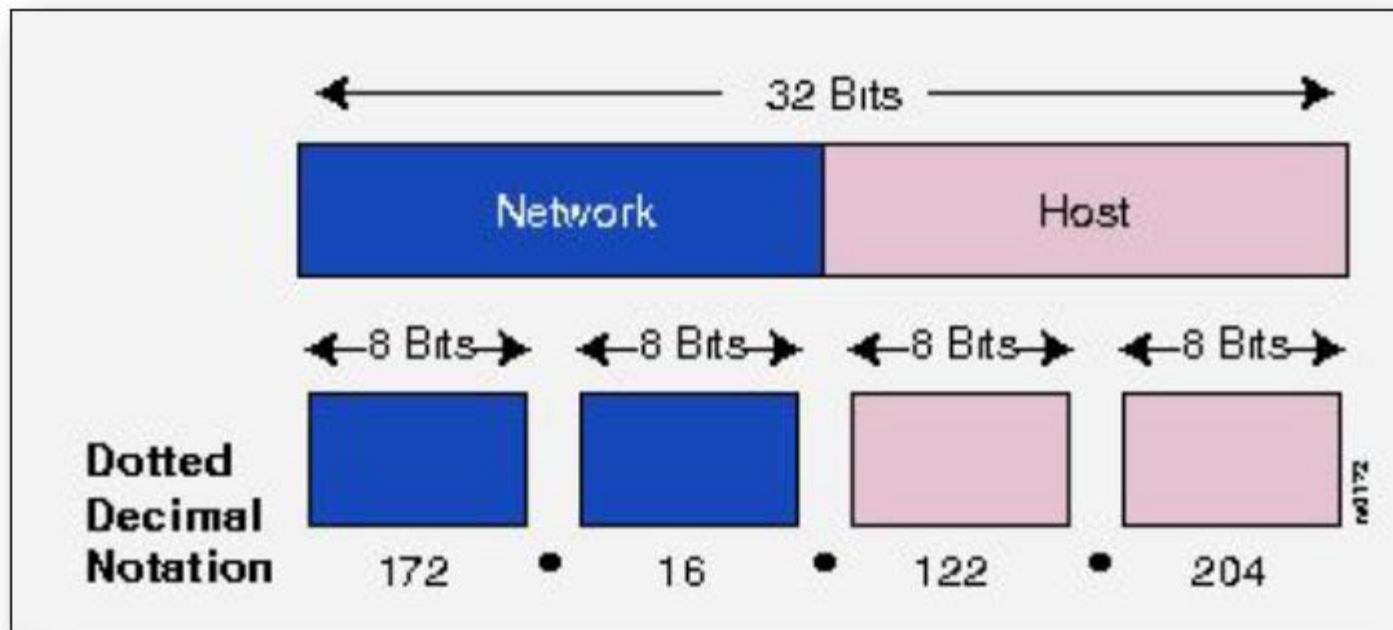 32 Bits
Network Host
8 Bits 8 Bits 8 Bits 8 Bits
Dotted
Decimal
Notation 172 • 16 • 122 • 204